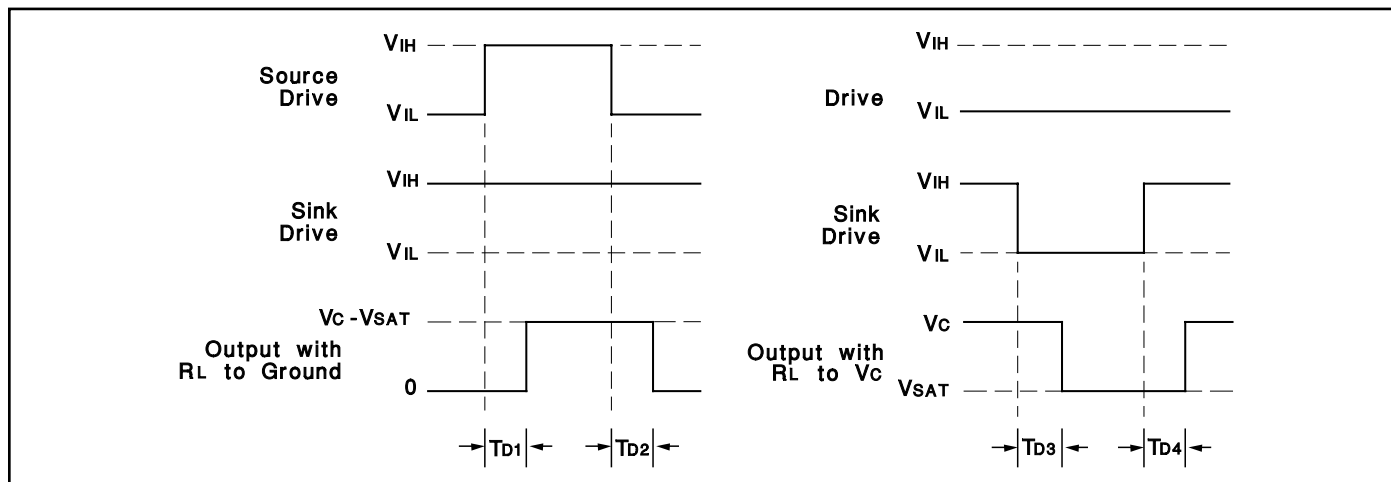 VIH
Source
Drive
VIL
VIH
Sink
Drive
VIL
VC-VSAT
Output with
RL to Ground
0
TD1
TD2
VIH
Drive
VIL
VIH
Sink
Drive
VIL
VC
Output with
RL to VC
VSAT
TD3
TD4